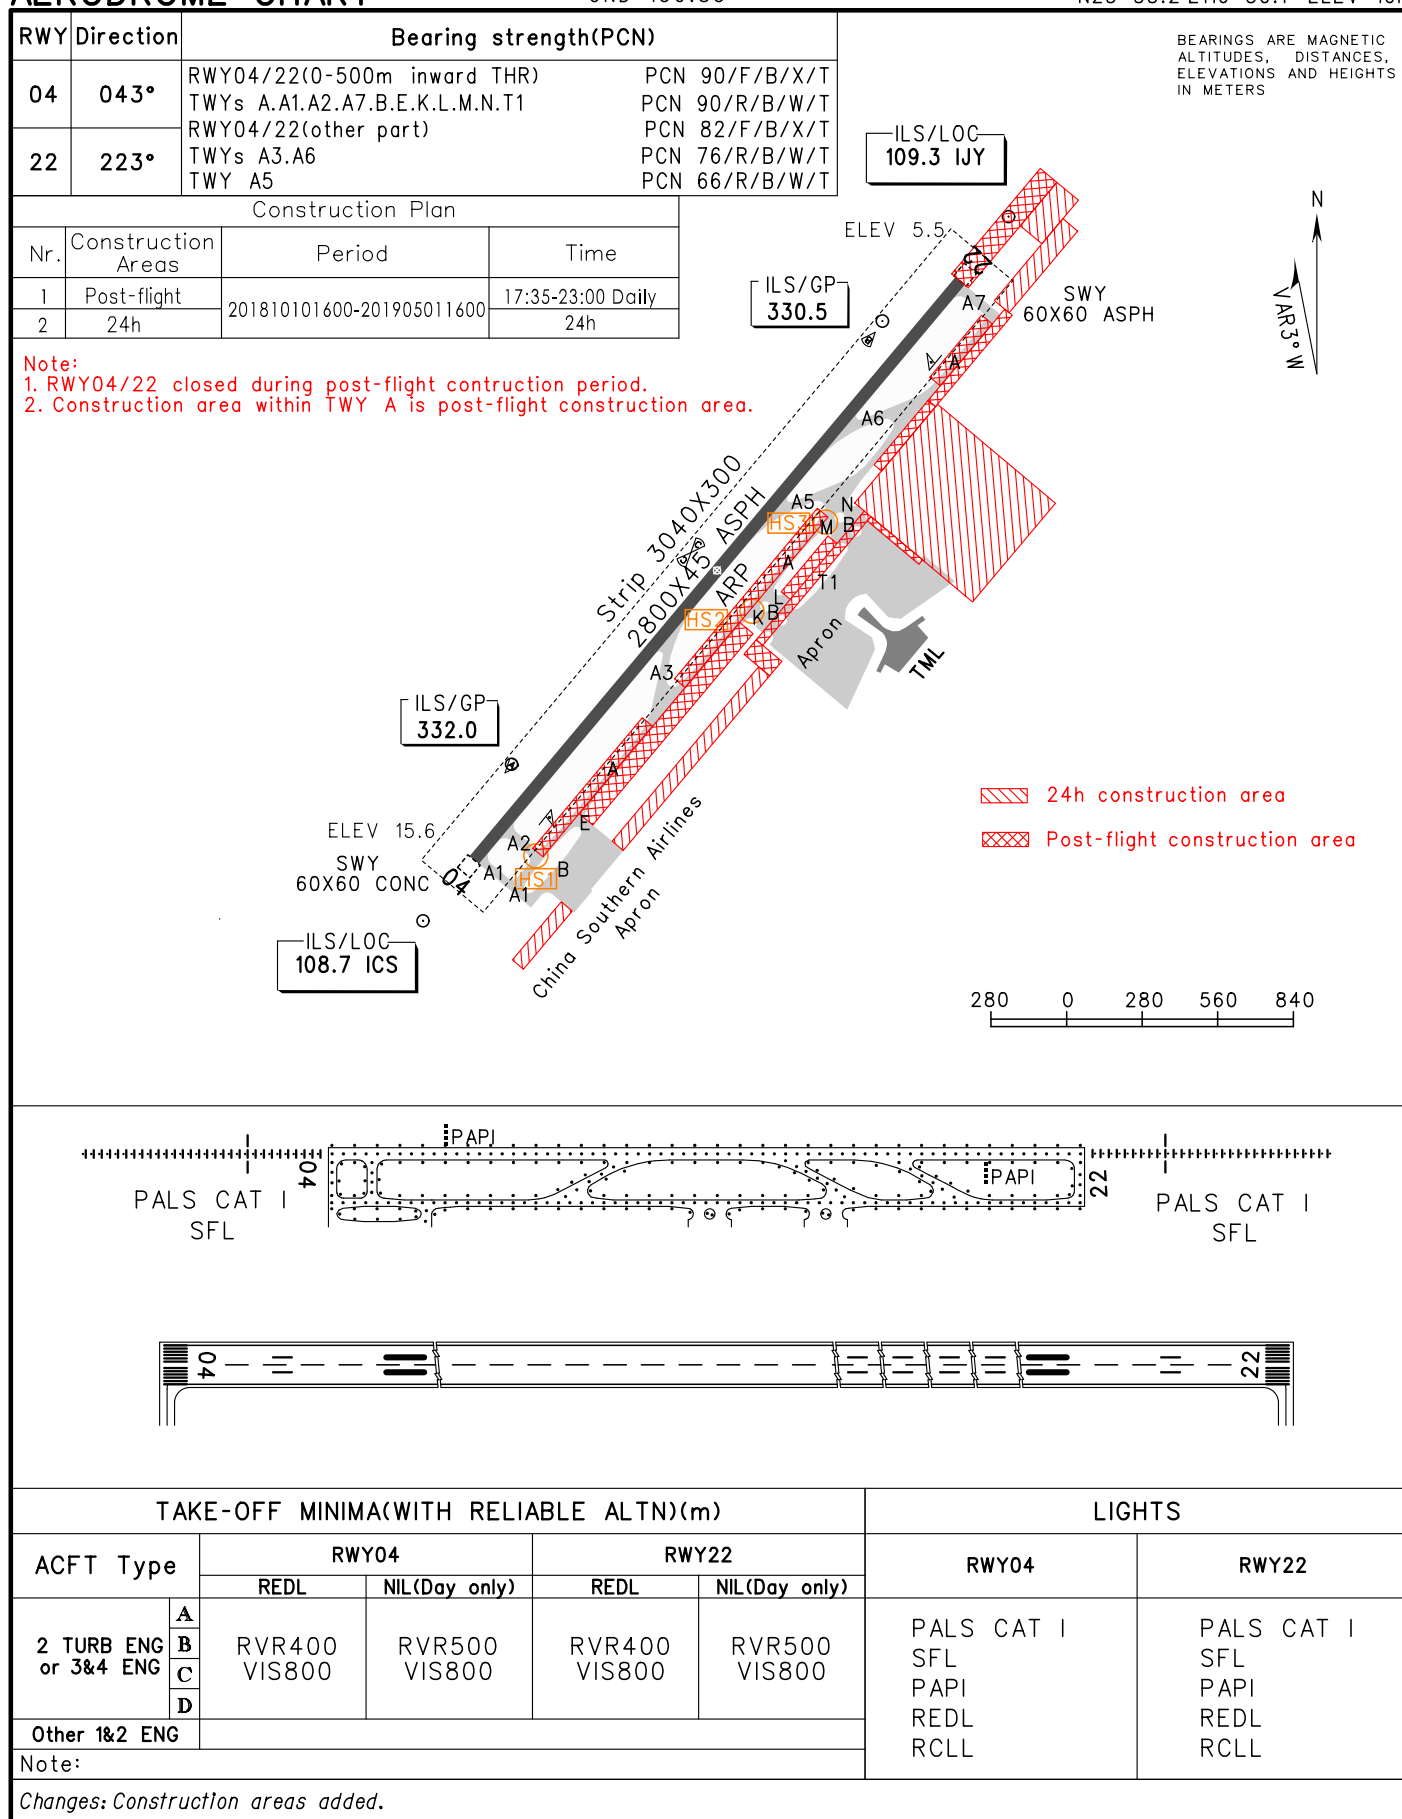 AERODROME CHART
RWY Direction Bearing strength(PCN)
04 043°
22 223°
RWY04/22(0-500m inward THR) PCN 90/F/B/X/T
TWYs A.A1.A2.A7.B.E.K.L.M.N.T1 PCN 90/R/B/W/T
RWY04/22(other part) PCN 82/F/B/X/T
TWYs A3.A6 PCN 76/R/B/W/T
TWY A5 PCN 66/R/B/W/T
BEARINGS ARE MAGNETIC
ALTITUDES, DISTANCES,
ELEVATIONS AND HEIGHTS
IN METERS
Construction Plan
Nr. Construction Areas Period Time
1 Post-flight 201810101600-201905011600 17:35-23:00 Daily
2 24h 24h
Note:
1. RWY04/22 closed during post-flight contruction period.
2. Construction area within TWY A is post-flight construction area.
ILS/LOC
109.3 IJY
ELEV 5.5
22
N
VAR3° W
ILS/GP
330.5
A7
SWY
60X60 ASPH
A
A6
Strip 3040X300
2800X45 ASPH
ARP
A5
N
HS3
M
B
A
T1
L
HS2
K
B
Apron
TML
A3
ILS/GP
332.0
A
24h construction area
Post-flight construction area
ELEV 15.6
SWY
60X60 CONC
04
E
A2
A1
HS1
B
A1
China Southern Airlines
Apron
ILS/LOC
108.7 ICS
280 0 280 560 840
PAPI
04
PAPI
22
PALS CAT I
SFL
PALS CAT I
SFL
04
22
TAKE-OFF MINIMA(WITH RELIABLE ALTN)(m)
LIGHTS
ACFT Type RWY04 RWY22
REDL NIL(Day only) REDL NIL(Day only)
RWY04 RWY22
2 TURB ENG
or 3&4 ENG
A
B
C
D
RVR400 RVR500 RVR400 RVR500
VIS800 VIS800 VIS800 VIS800
PALS CAT I PALS CAT I
SFL SFL
PAPI PAPI
REDL REDL
RCLL RCLL
Other 1&2 ENG
Note:
Changes: Construction areas added.